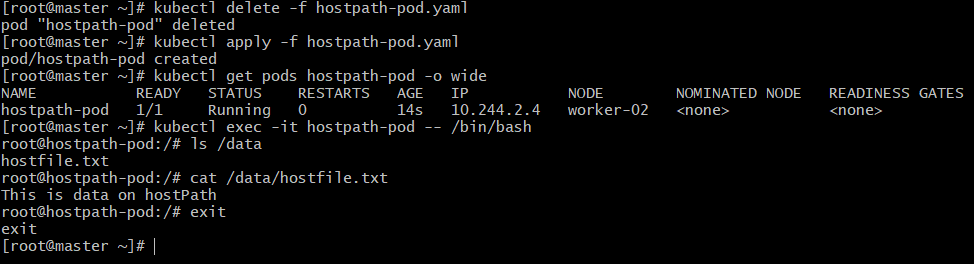 [root@master ~]# kubectl delete -f hostpath-pod.yaml
pod "hostpath-pod" deleted
[root@master ~]# kubectl apply -f hostpath-pod.yaml
pod/hostpath-pod created
[root@master ~]# kubectl get pods hostpath-pod -o wide
NAME           READY   STATUS    RESTARTS   AGE   IP           NODE        NOMINATED NODE   READINESS GATES
hostpath-pod   1/1     Running   0          14s   10.244.2.4   worker-02   <none>           <none>
[root@master ~]# kubectl exec -it hostpath-pod -- /bin/bash
root@hostpath-pod:/# ls /data
hostfile.txt
root@hostpath-pod:/# cat /data/hostfile.txt
This is data on hostPath
root@hostpath-pod:/# exit
exit
[root@master ~]#